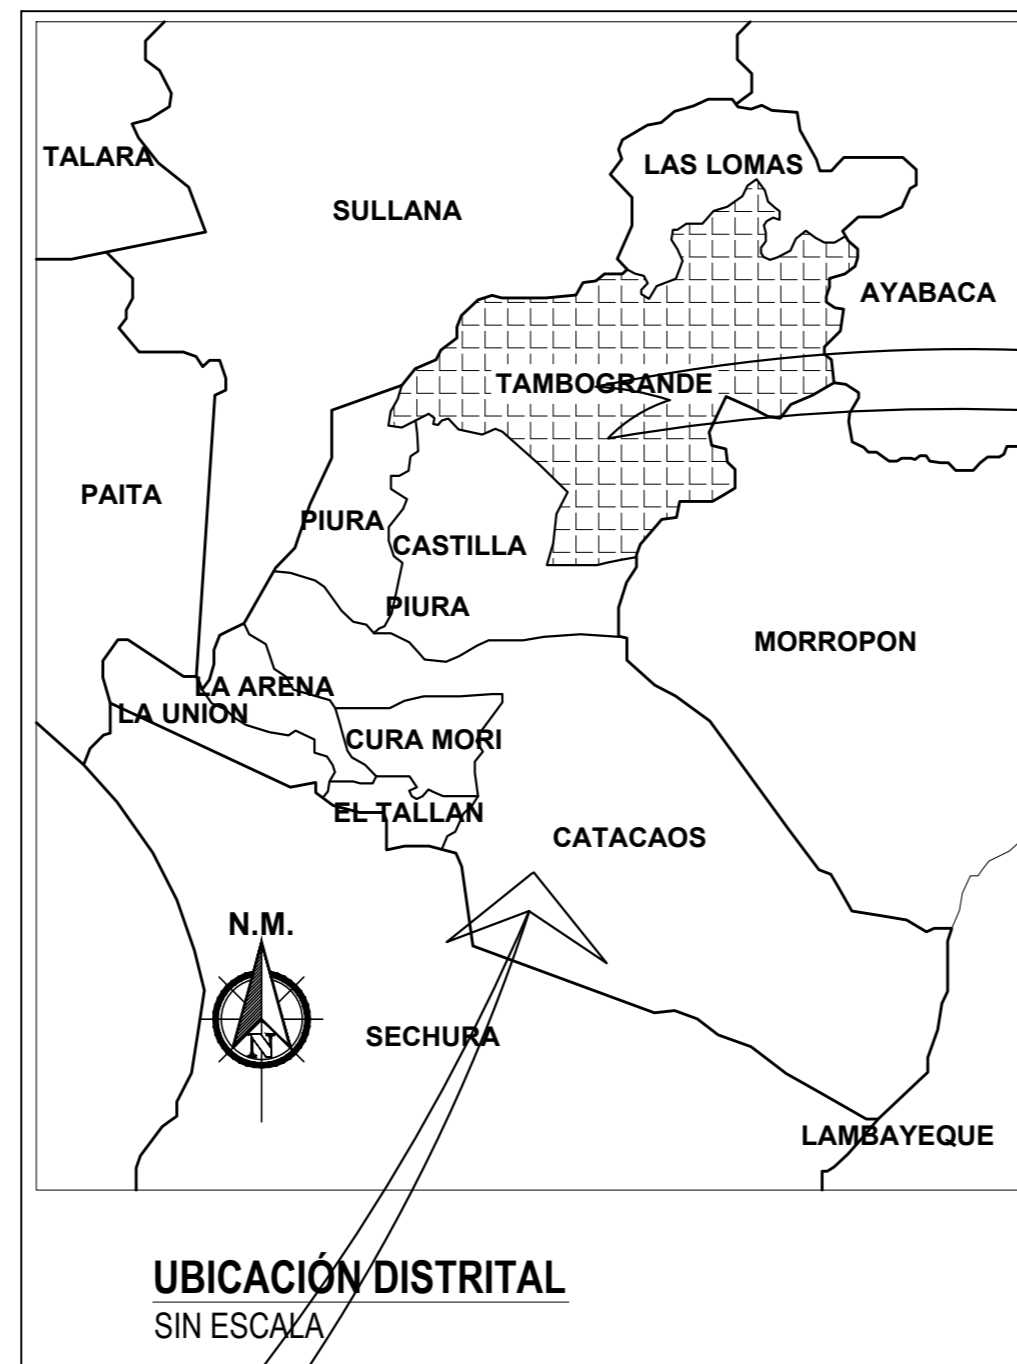 TALARA
LAS LOMAS
SULLANA
AYABACA
TAMBOGRANDE
PAITA
PIURA
CASTILLA
PIURA
MORROPON
LA ARENA
LA UNION
CURA MORI
EL TALLAN
CATACAOS
N.M.
N
SECHURA
LAMBAYEQUE
UBICACIÓN DISTRITAL
SIN ESCALA